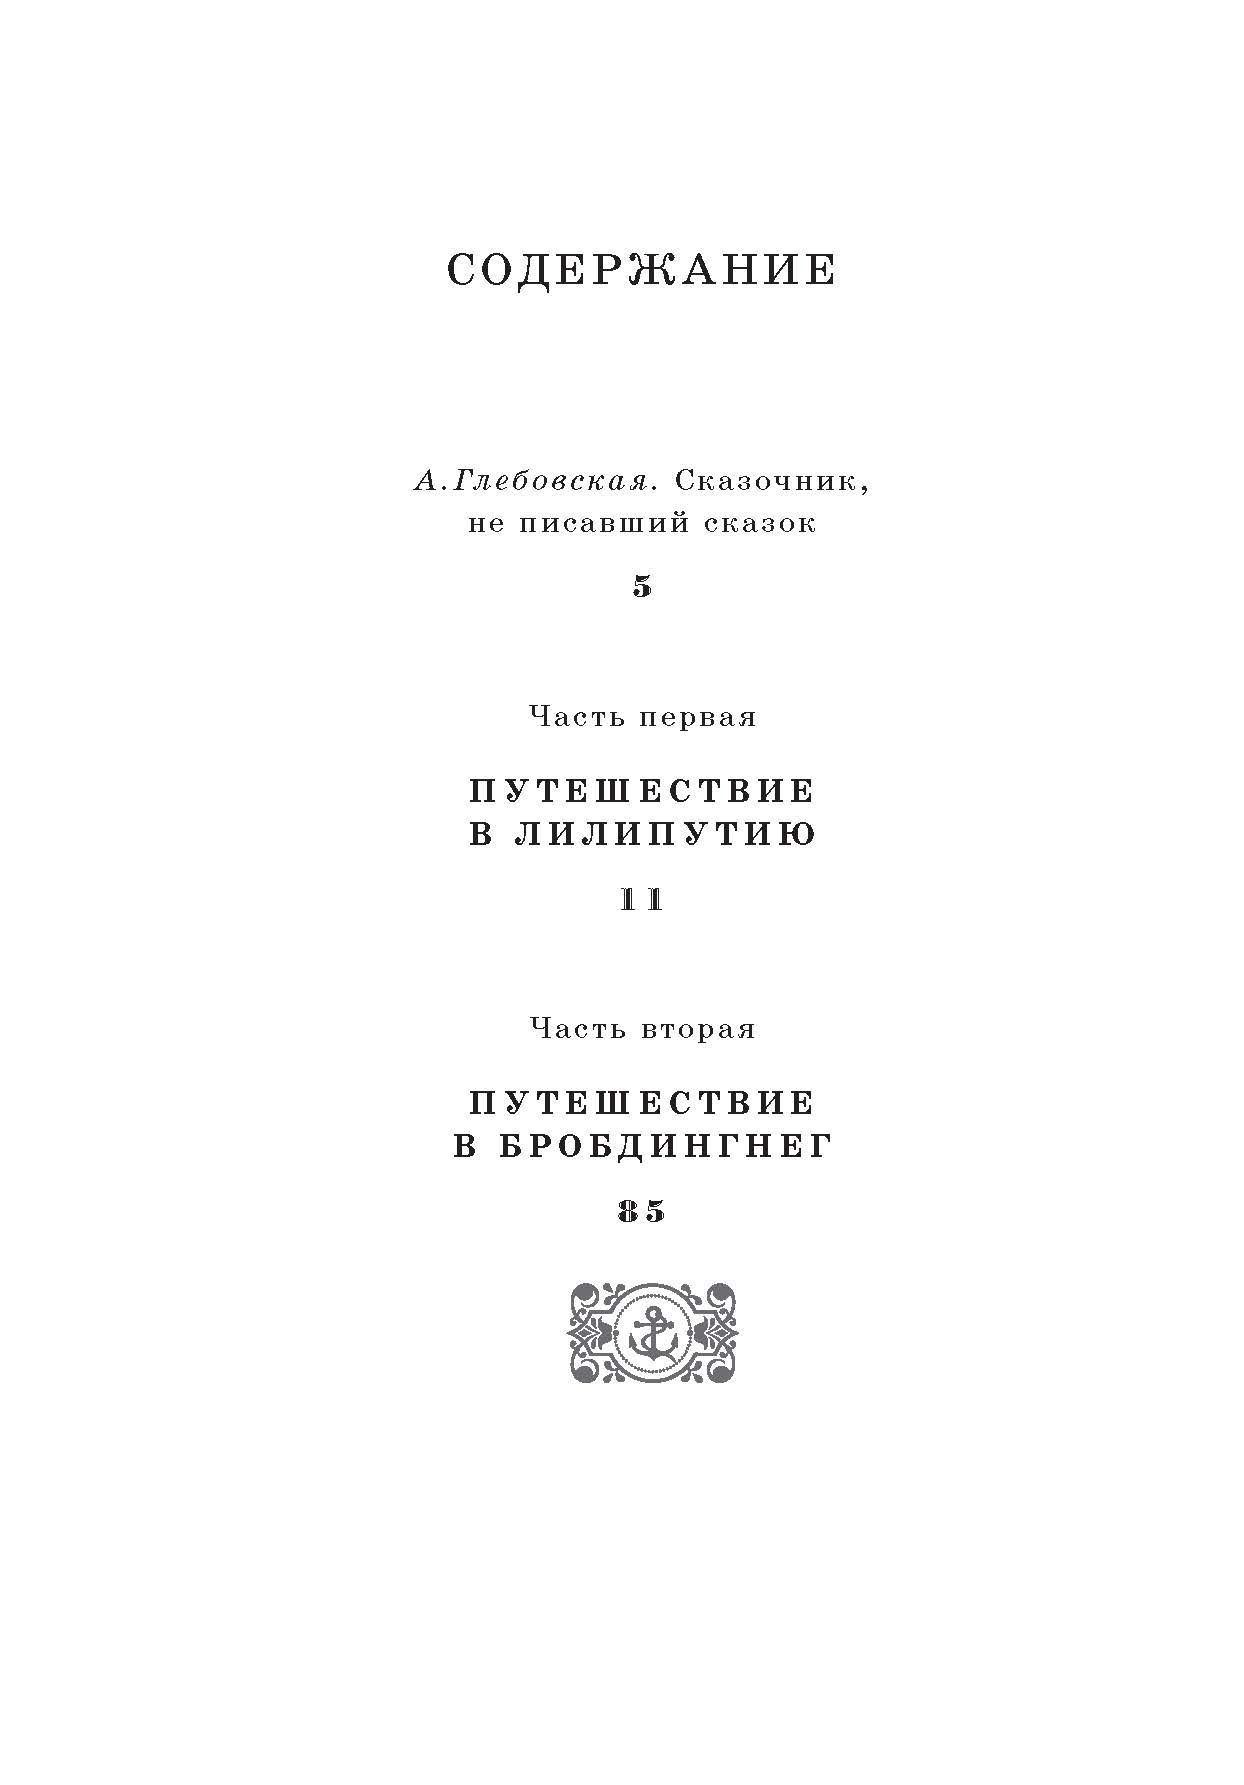 СОДЕРЖАНИЕ
А.Глебовская. Сказочник,
не писавший сказок
5
Часть первая
ПУТЕШЕСТВИЕ
В ЛИЛИПУТИЮ
11
Часть вторая
ПУТЕШЕСТВИЕ
В БРОБДИНГНЕГ
85